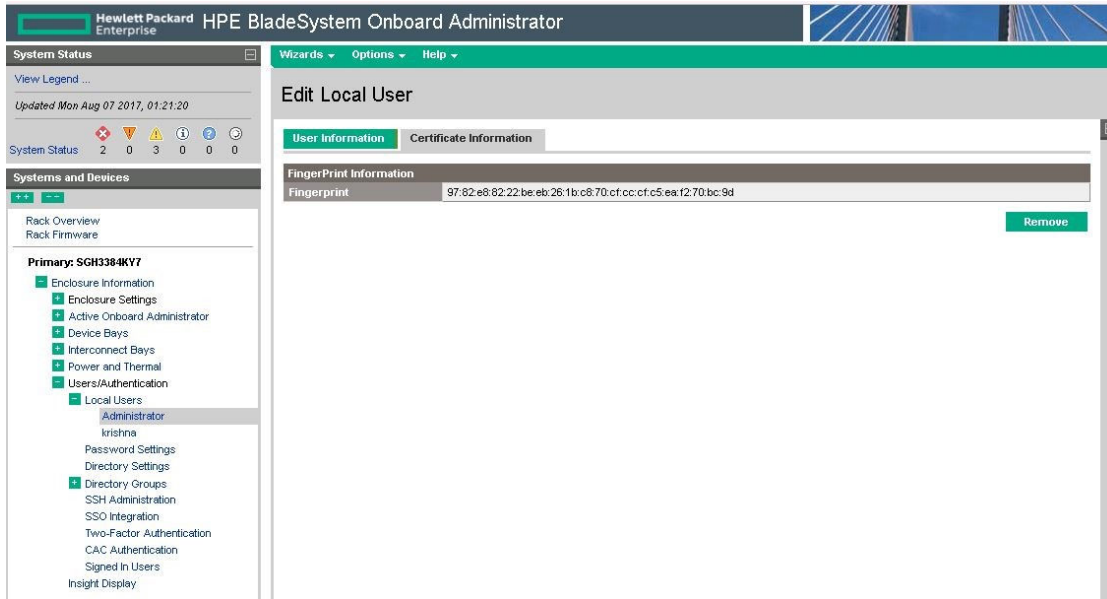 Hewlett Packard
Enterprise
HPE BladeSystem Onboard Administrator
System Status
View Legend ...
Updated Mon Aug 07 2017, 01:21:20
System Status 2 0 3 0 0 0
Systems and Devices
Rack Overview
Rack Firmware
Primary: SGH3384KY7
Enclosure Information
Enclosure Settings
Active Onboard Administrator
Device Bays
Interconnect Bays
Power and Thermal
Users/Authentication
Local Users
Administrator
krishna
Password Settings
Directory Settings
Directory Groups
SSH Administration
SSO Integration
Two-Factor Authentication
CAC Authentication
Signed In Users
Insight Display
Wizards Options Help
Edit Local User
User Information Certificate Information
FingerPrint Information
Fingerprint 97:82:e8:82:22:be:eb:26:1b:c8:70:cf:cc:cf:c5:ea:f2:70:bc:9d
Remove